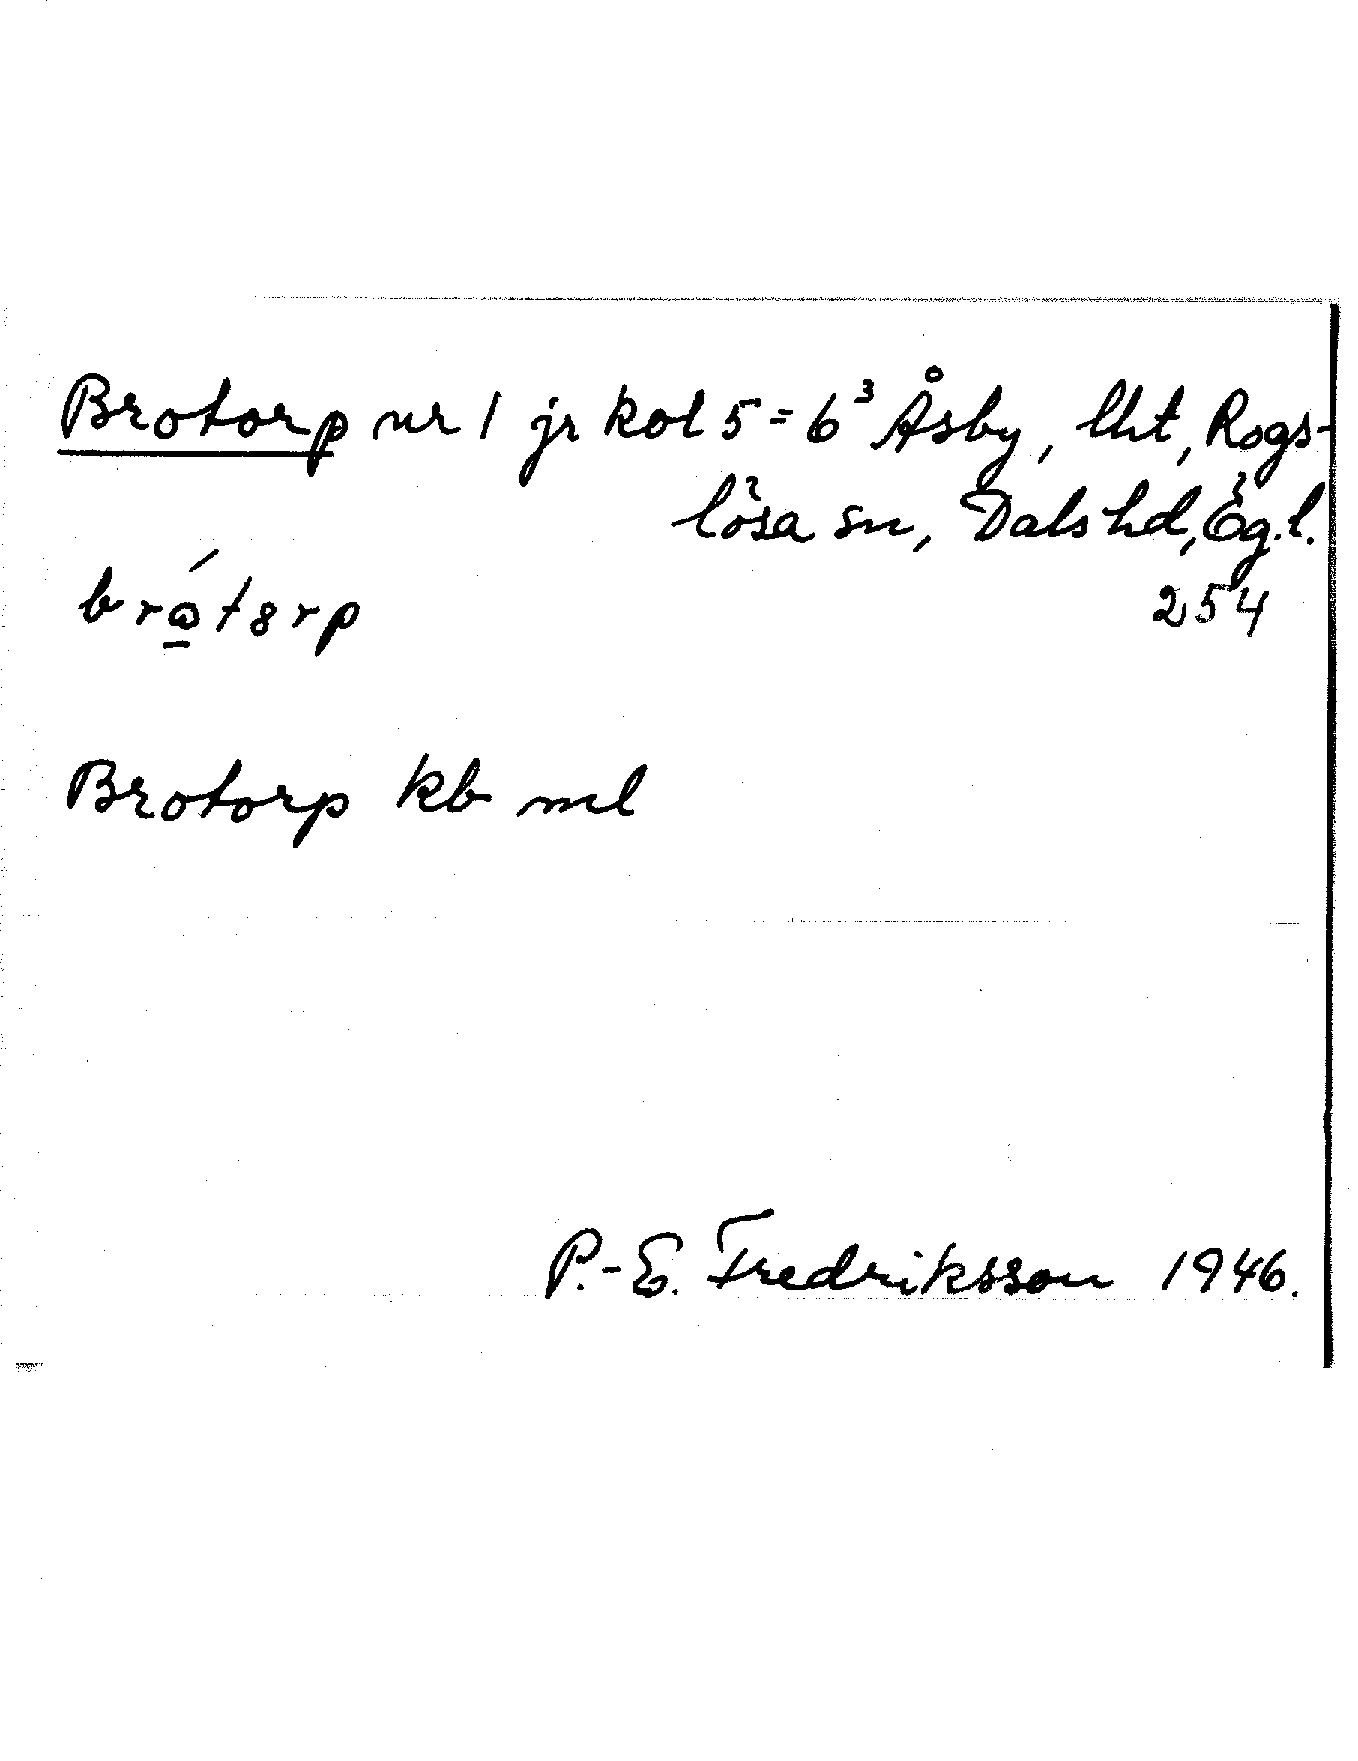 Brotorp nr 1 jr kol 5 = 6³ Åsby, lht, Rogs-
lösa sn, Dals hd, Ög.l.
254
Brotorp kb ml
P.-E. Fredriksson 1946.